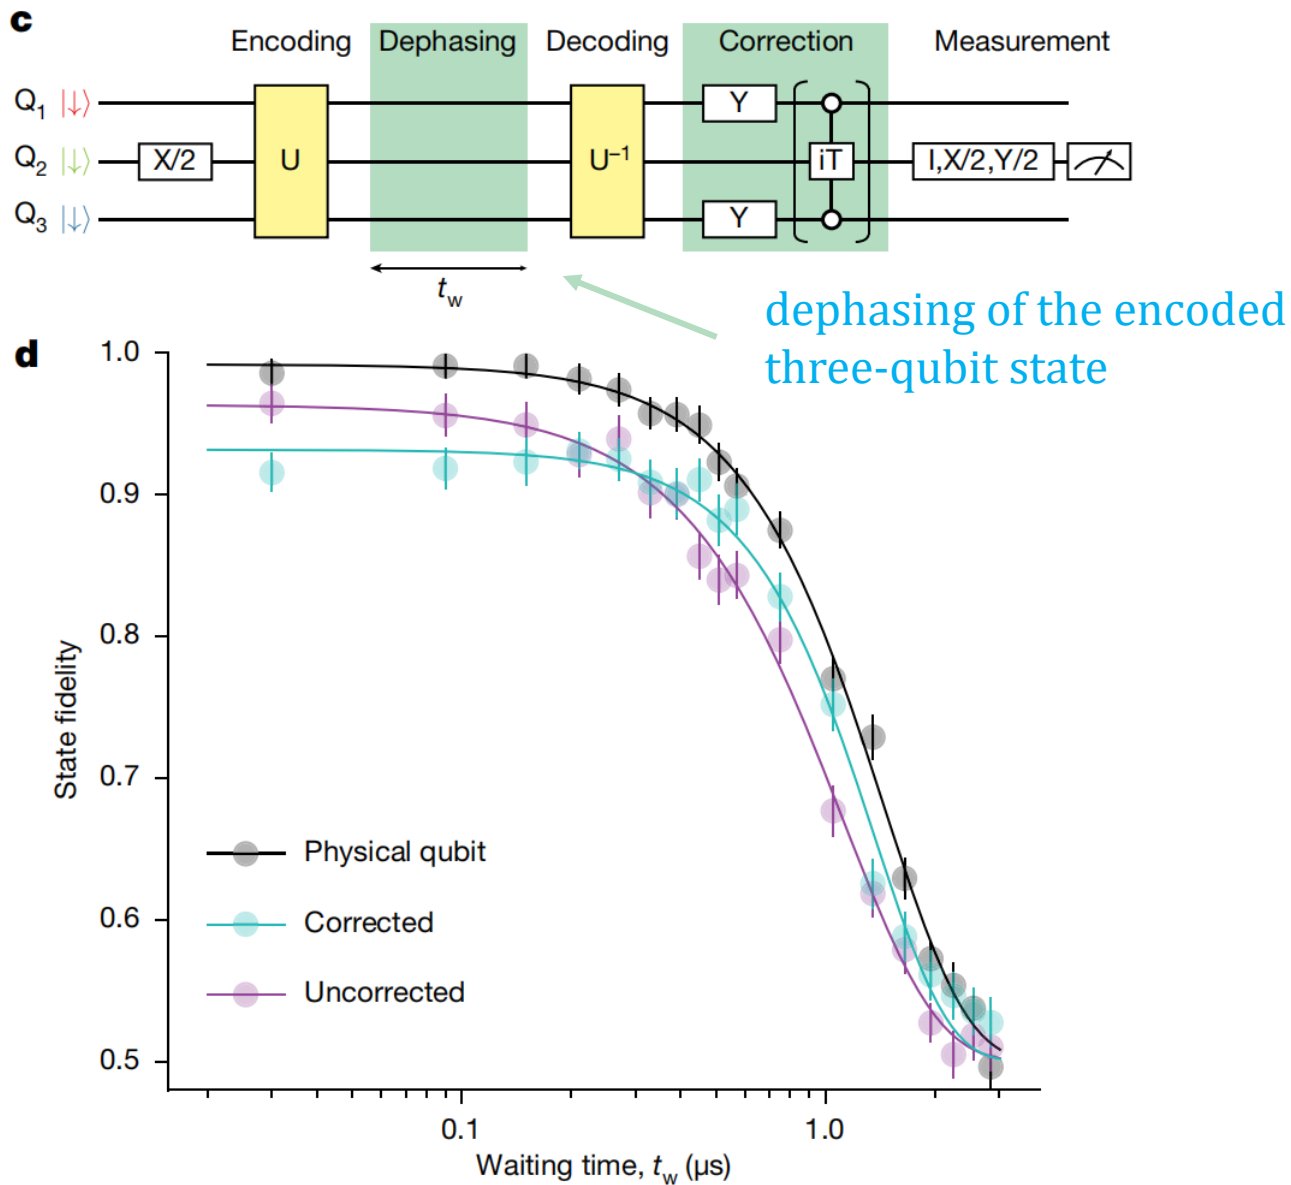 c
Encoding Dephasing Decoding Correction Measurement
Q1 |↓⟩ Y
Q2 |↓⟩ X/2 U U−1 iT I,X/2,Y/2
Q3 |↓⟩ Y
tw
dephasing of the encoded
three-qubit state
d
1.0
0.9
0.8
0.7
0.6
0.5
State fidelity
Physical qubit
Corrected
Uncorrected
0.1 1.0
Waiting time, tw (μs)